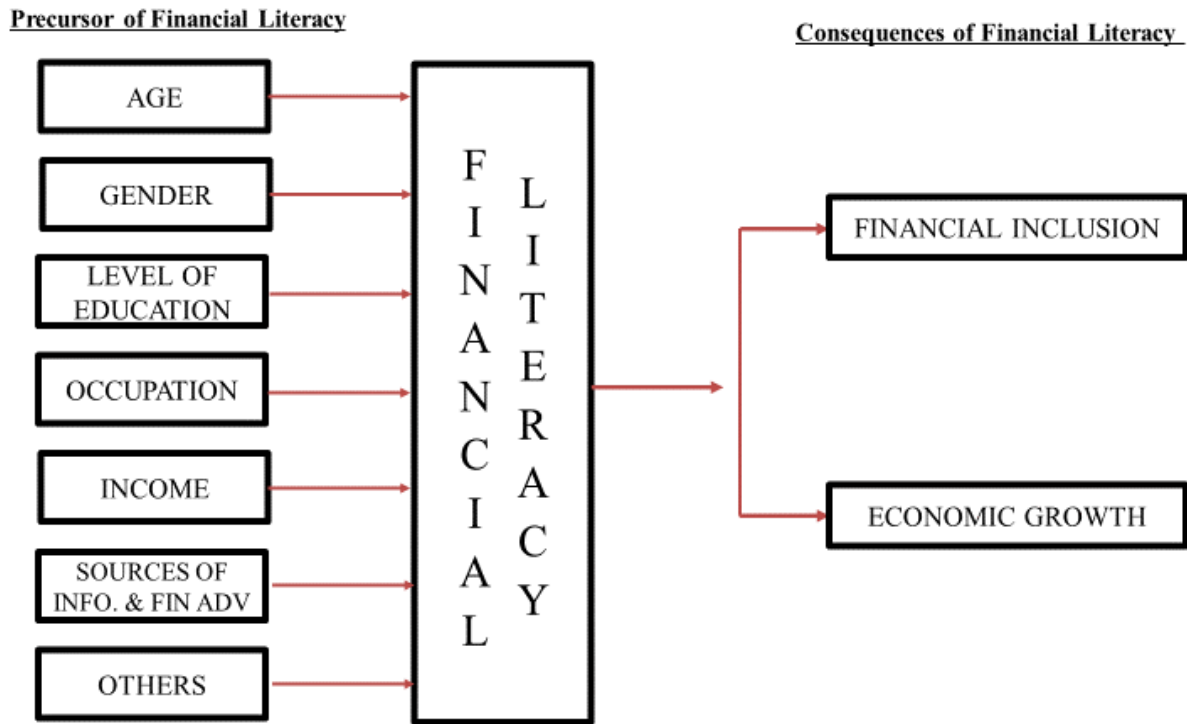 Precursor of Financial Literacy
Consequences of Financial Literacy
AGE
GENDER
LEVEL OF
EDUCATION
OCCUPATION
INCOME
SOURCES OF
INFO. & FIN ADV
OTHERS
FINANCIAL
LITERACY
FINANCIAL INCLUSION
ECONOMIC GROWTH